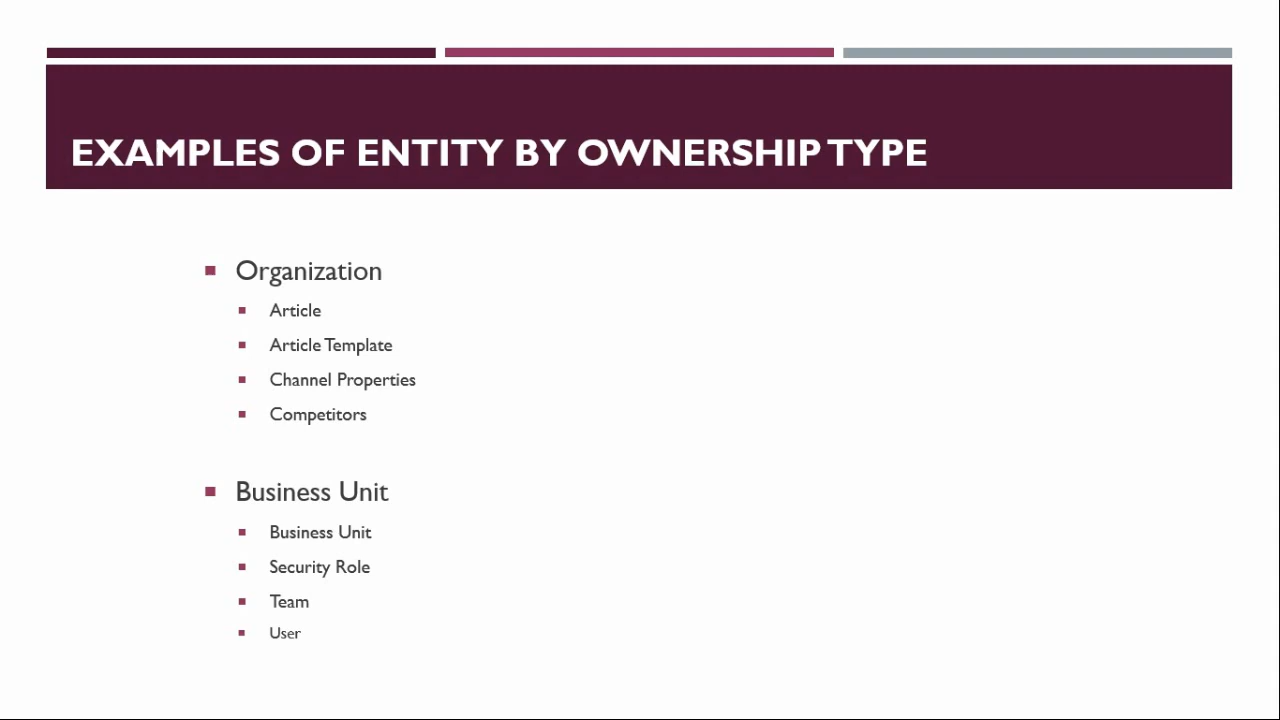 EXAMPLES OF ENTITY BY OWNERSHIP TYPE
Organization
Article
Article Template
Channel Properties
Competitors
Business Unit
Business Unit
Security Role
Team
User